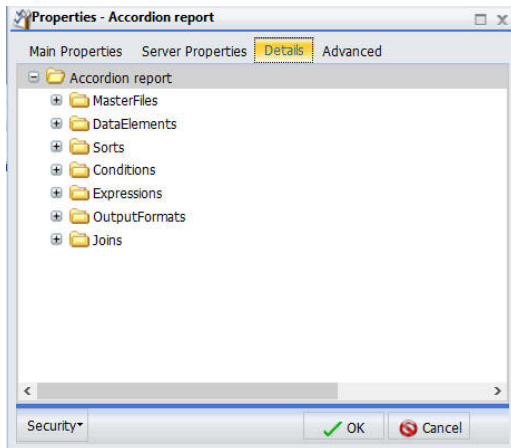 Properties - Accordion report
Main Properties Server Properties Details Advanced
Accordion report
MasterFiles
DataElements
Sorts
Conditions
Expressions
OutputFormats
Joins
Security
OK Cancel